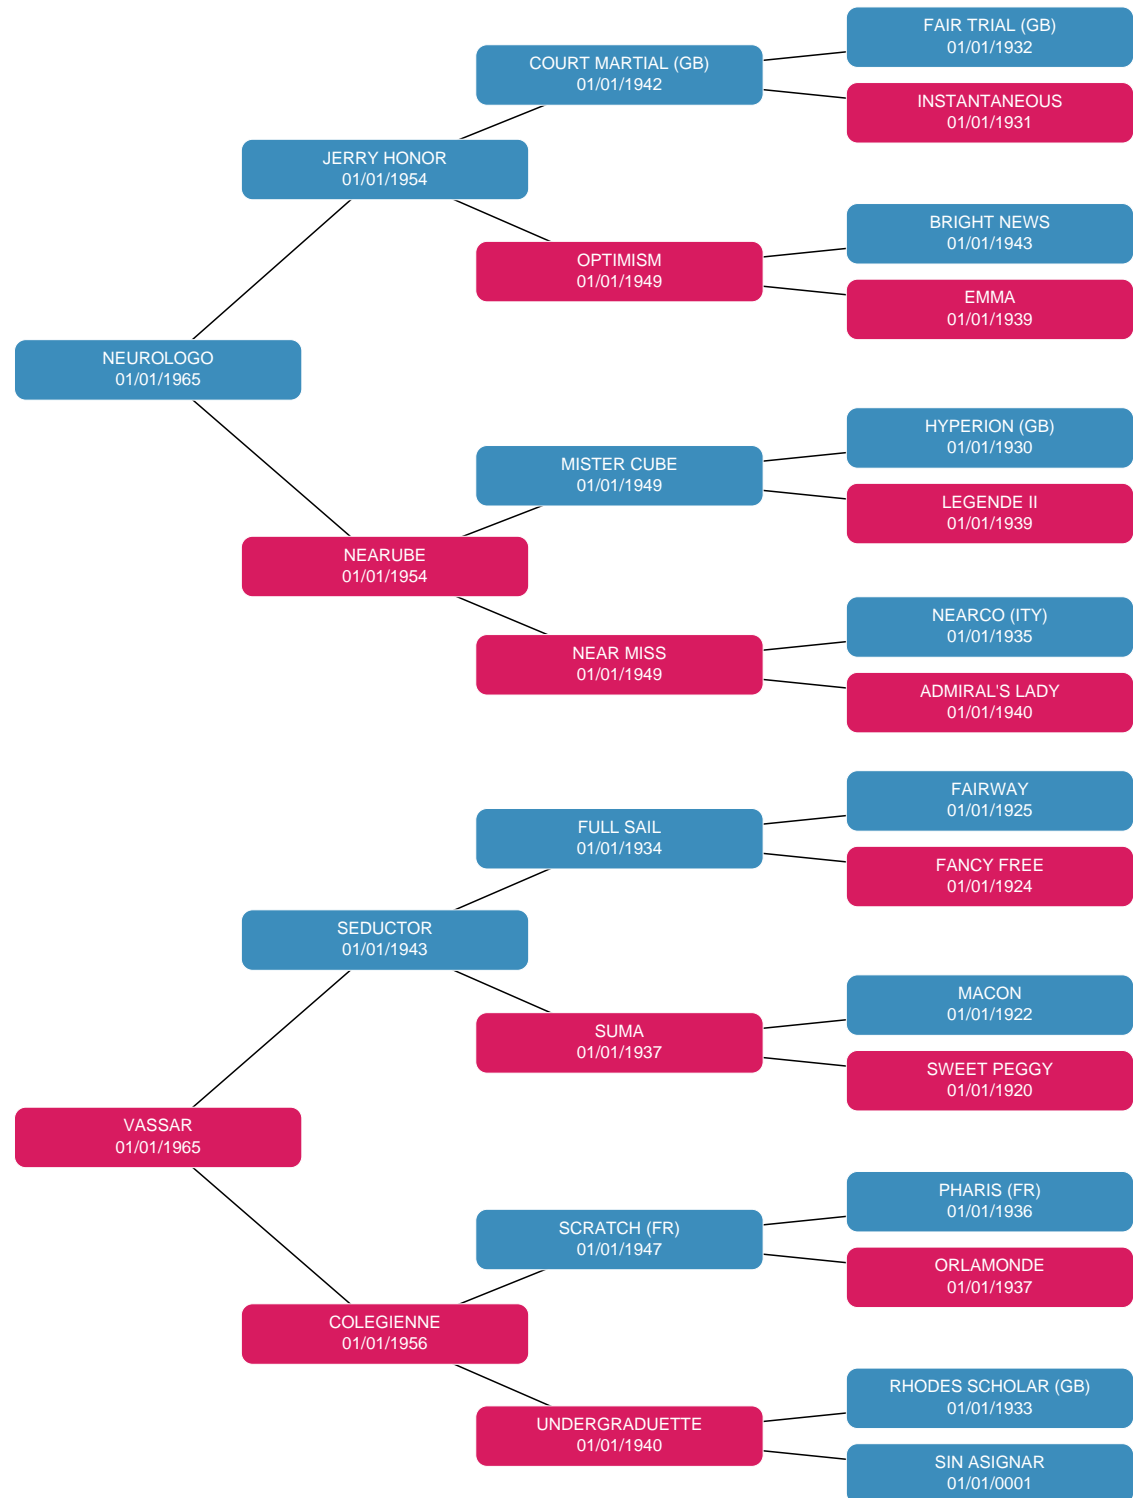 FAIR TRIAL (GB)
01/01/1932
COURT MARTIAL (GB)
01/01/1942
INSTANTANEOUS
01/01/1931
JERRY HONOR
01/01/1954
BRIGHT NEWS
01/01/1943
OPTIMISM
01/01/1949
EMMA
01/01/1939
NEUROLOGO
01/01/1965
HYPERION (GB)
01/01/1930
MISTER CUBE
01/01/1949
LEGENDE II
01/01/1939
NEARUBE
01/01/1954
NEARCO (ITY)
01/01/1935
NEAR MISS
01/01/1949
ADMIRAL'S LADY
01/01/1940
FAIRWAY
01/01/1925
FULL SAIL
01/01/1934
FANCY FREE
01/01/1924
SEDUCTOR
01/01/1943
MACON
01/01/1922
SUMA
01/01/1937
SWEET PEGGY
01/01/1920
VASSAR
01/01/1965
PHARIS (FR)
01/01/1936
SCRATCH (FR)
01/01/1947
ORLAMONDE
01/01/1937
COLEGIENNE
01/01/1956
RHODES SCHOLAR (GB)
01/01/1933
UNDERGRADUETTE
01/01/1940
SIN ASIGNAR
01/01/0001